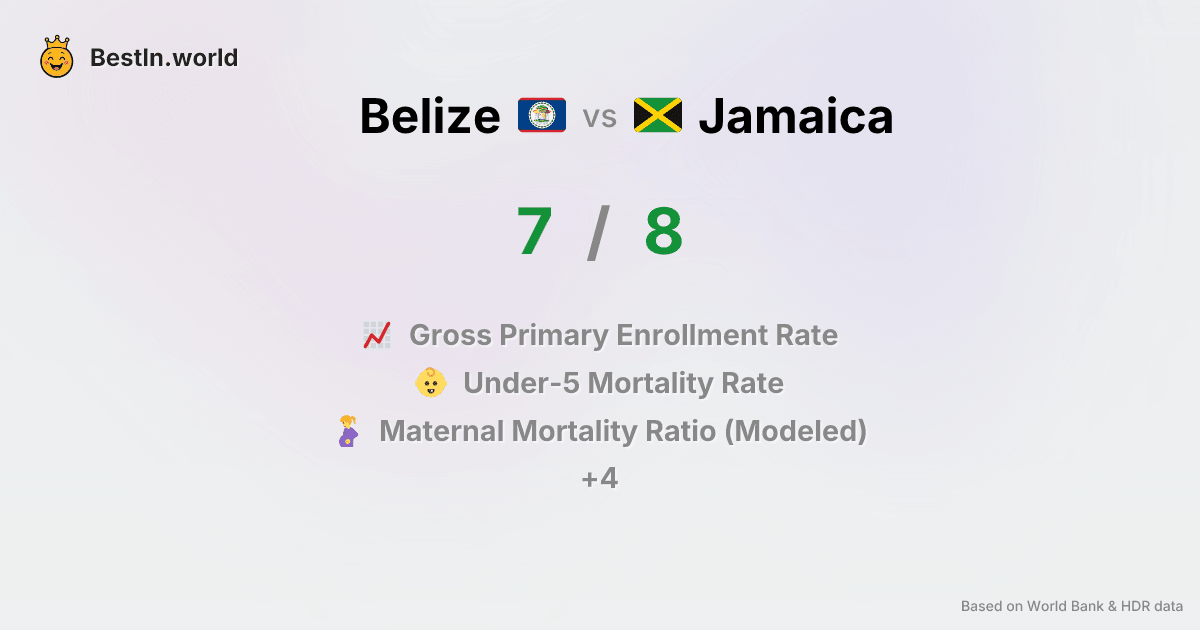 BestIn.world
Belize vs Jamaica
7 / 8
Gross Primary Enrollment Rate
Under-5 Mortality Rate
Maternal Mortality Ratio (Modeled)
+4
Based on World Bank & HDR data